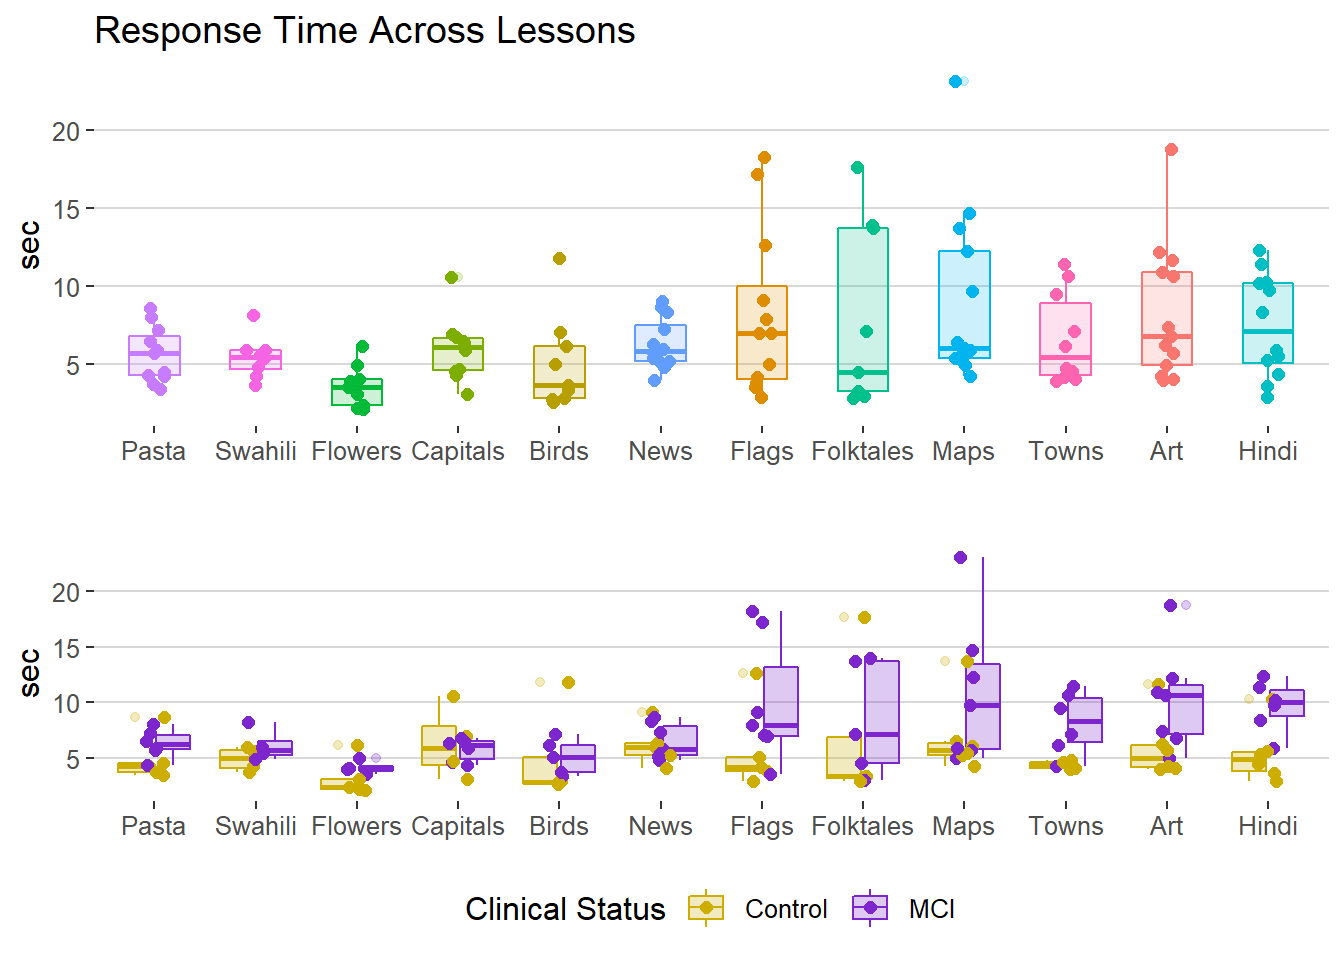 Response Time Across Lessons
sec
20
15
10
5
Pasta Swahili Flowers Capitals Birds News Flags Folktales Maps Towns Art Hindi
sec
20
15
10
5
Pasta Swahili Flowers Capitals Birds News Flags Folktales Maps Towns Art Hindi
Clinical Status Control MCI